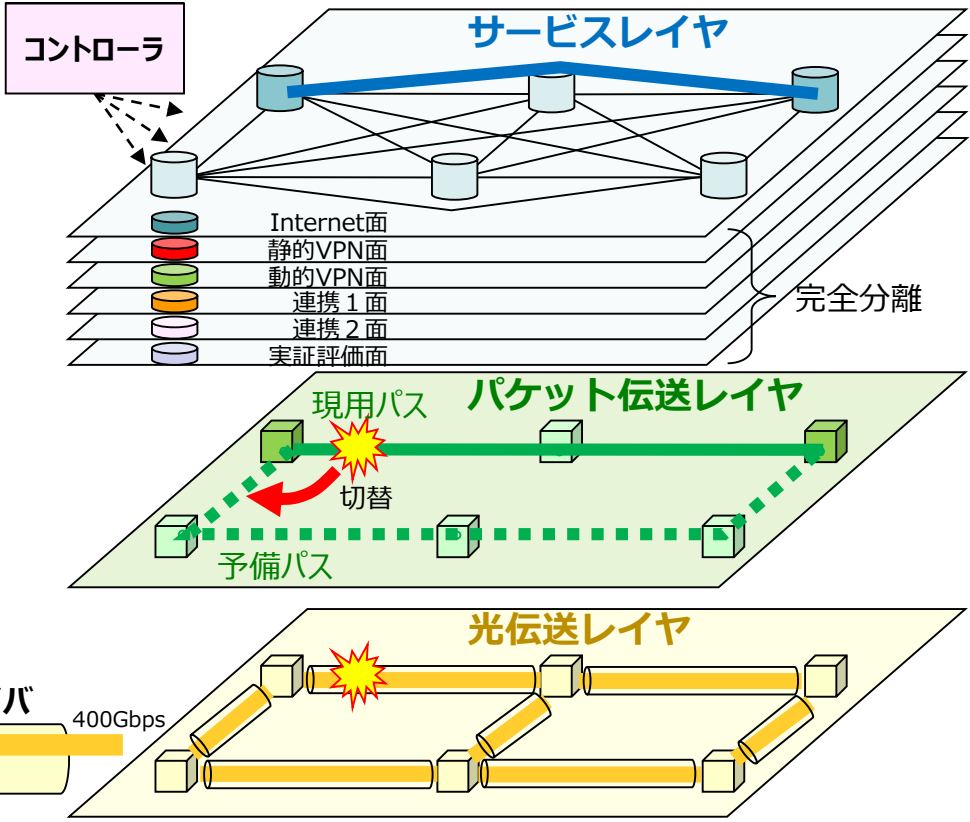 コントローラ
サービスレイヤ
Internet面
静的VPN面
動的VPN面
連携１面
連携２面
実証評価面
完全分離
パケット伝送レイヤ
現用パス
切替
予備パス
光伝送レイヤ
バ
400Gbps